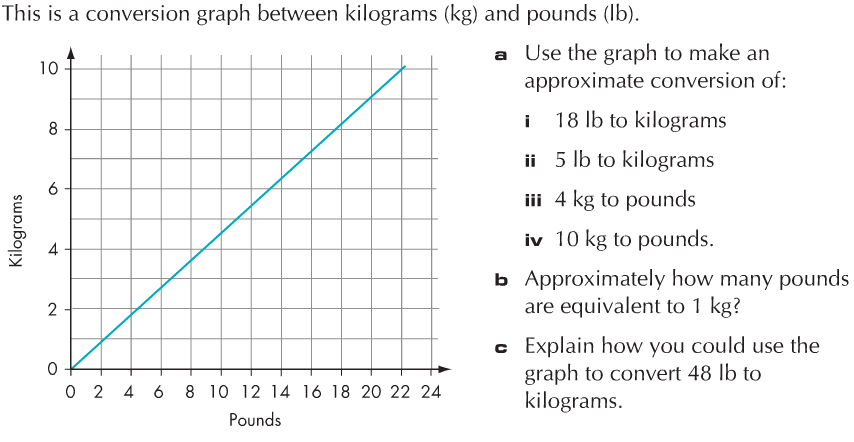 This is a conversion graph between kilograms (kg) and pounds (lb).
10
8
6
4
2
0
Kilograms
0 2 4 6 8 10 12 14 16 18 20 22 24
Pounds
a Use the graph to make an
approximate conversion of:
i 18 lb to kilograms
ii 5 lb to kilograms
iii 4 kg to pounds
iv 10 kg to pounds.
b Approximately how many pounds
are equivalent to 1 kg?
c Explain how you could use the
graph to convert 48 lb to
kilograms.